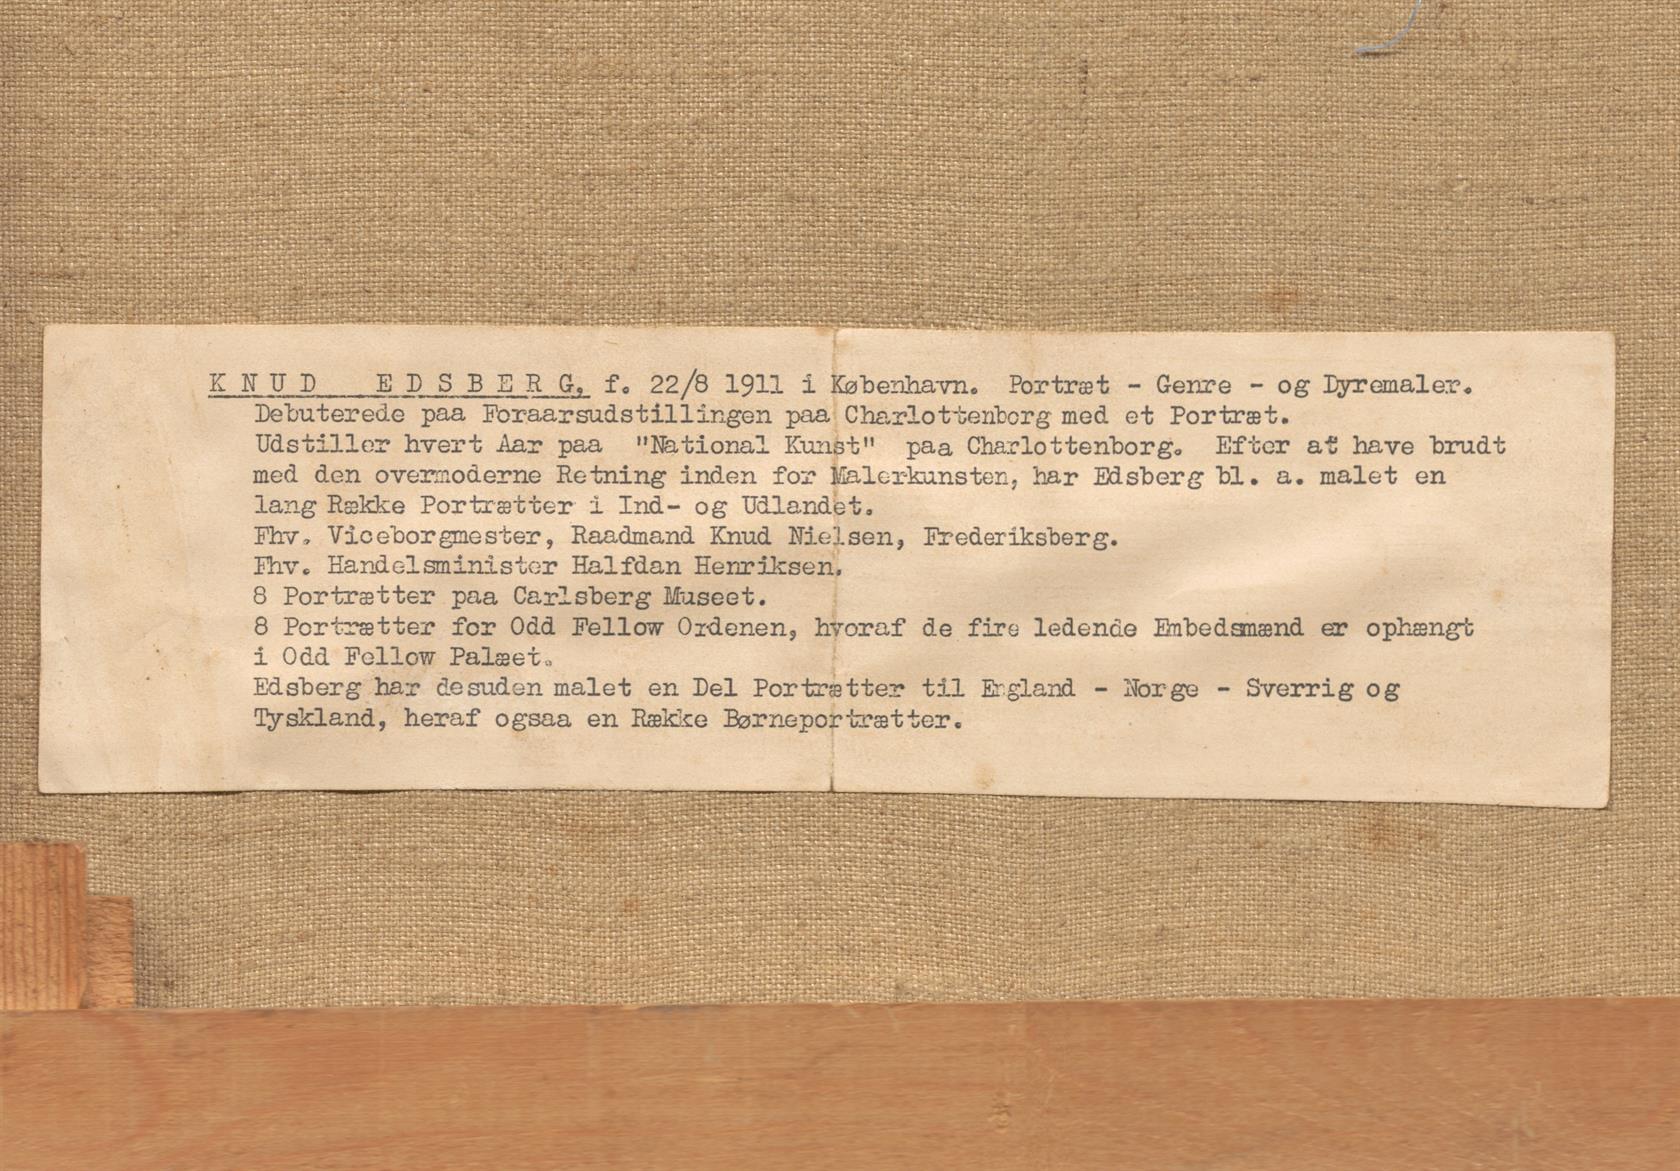 KNUD EDSBERG, f. 22/8 1911 i København. Portræt - Genre - og Dyremaler.
Debuterede paa Foraarsudstillingen paa Charlottenborg med et Portræt.
Udstiller hvert Aar paa "National Kunst" paa Charlottenborg. Efter at have brudt
med den overmoderne Retning inden for Malerkunsten, har Edsberg bl. a. malet en
lang Række Portrætter i Ind- og Udlandet.
Fhv. Viceborgmester, Raadmand Knud Nielsen, Frederiksberg.
Fhv. Handelsminister Halfdan Henriksen.
8 Portrætter paa Carlsberg Museet.
8 Portrætter for Odd Fellow Ordenen, hvoraf de fire ledende Embedsmænd er ophængt
i Odd Fellow Palæet.
Edsberg har desuden malet en Del Portrætter til England - Norge - Sverrig og
Tyskland, heraf ogsaa en Række Børneportrætter.